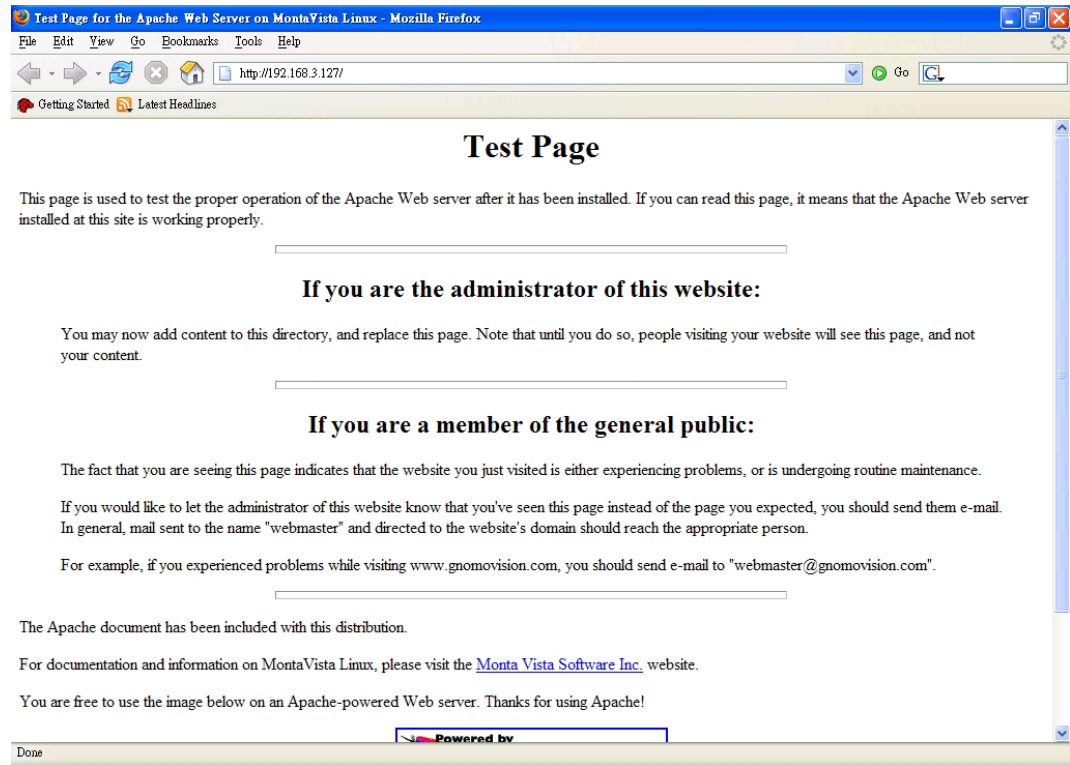 Test Page for the Apache Web Server on MontaVista Linux - Mozilla Firefox
File Edit View Go Bookmarks Tools Help
http://192.168.3.127/ Go G
Getting Started Latest Headlines
Test Page
This page is used to test the proper operation of the Apache Web server after it has been installed. If you can read this page, it means that the Apache Web server
installed at this site is working properly.
If you are the administrator of this website:
You may now add content to this directory, and replace this page. Note that until you do so, people visiting your website will see this page, and not
your content.
If you are a member of the general public:
The fact that you are seeing this page indicates that the website you just visited is either experiencing problems, or is undergoing routine maintenance.
If you would like to let the administrator of this website know that you've seen this page instead of the page you expected, you should send them e-mail.
In general, mail sent to the name "webmaster" and directed to the website's domain should reach the appropriate person.
For example, if you experienced problems while visiting www.gnomovision.com, you should send e-mail to "webmaster@gnomovision.com".
The Apache document has been included with this distribution.
For documentation and information on MontaVista Linux, please visit the Monta Vista Software Inc. website.
You are free to use the image below on an Apache-powered Web server. Thanks for using Apache!
Powered by
Done